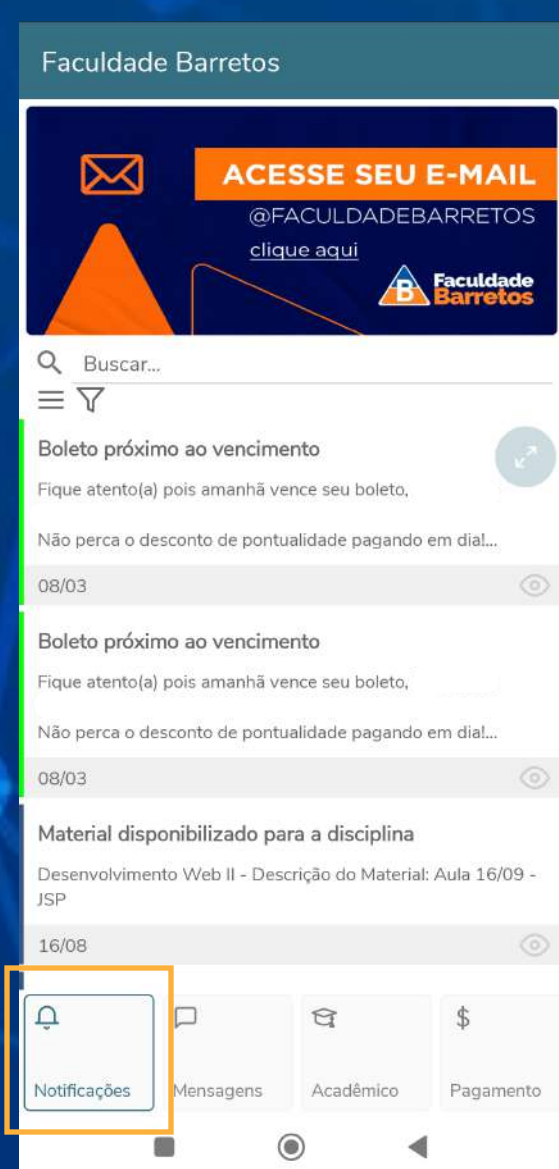 Faculdade Barretos
ACESSE SEU E-MAIL
@FACULDADEBARRETOS
clique aqui
B Faculdade
Barretos
Buscar...
Boleto próximo ao vencimento
Fique atento(a) pois amanhã vence seu boleto,
Não perca o desconto de pontualidade pagando em dia!...
08/03
Boleto próximo ao vencimento
Fique atento(a) pois amanhã vence seu boleto,
Não perca o desconto de pontualidade pagando em dia!...
08/03
Material disponibilizado para a disciplina
Desenvolvimento Web II - Descrição do Material: Aula 16/09 -
JSP
16/08
Notificações Mensagens Acadêmico Pagamento